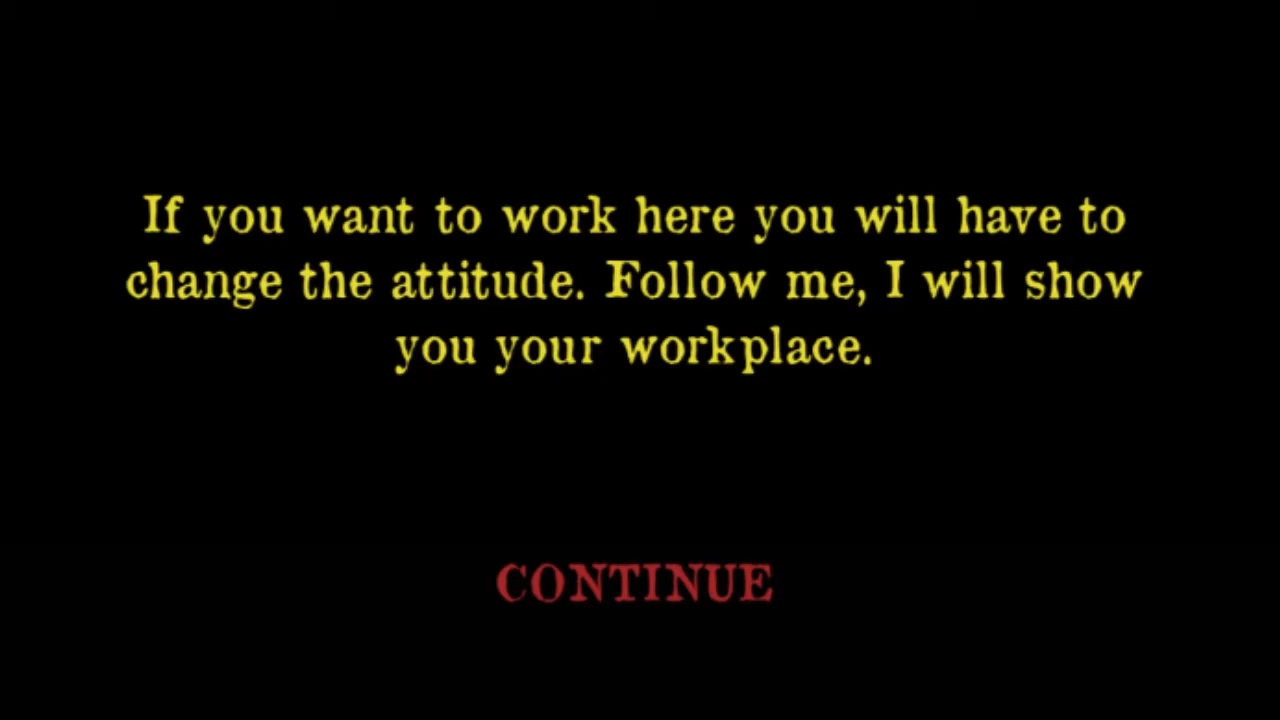 If you want to work here you will have to
change the attitude. Follow me, I will show
you your workplace.
CONTINUE